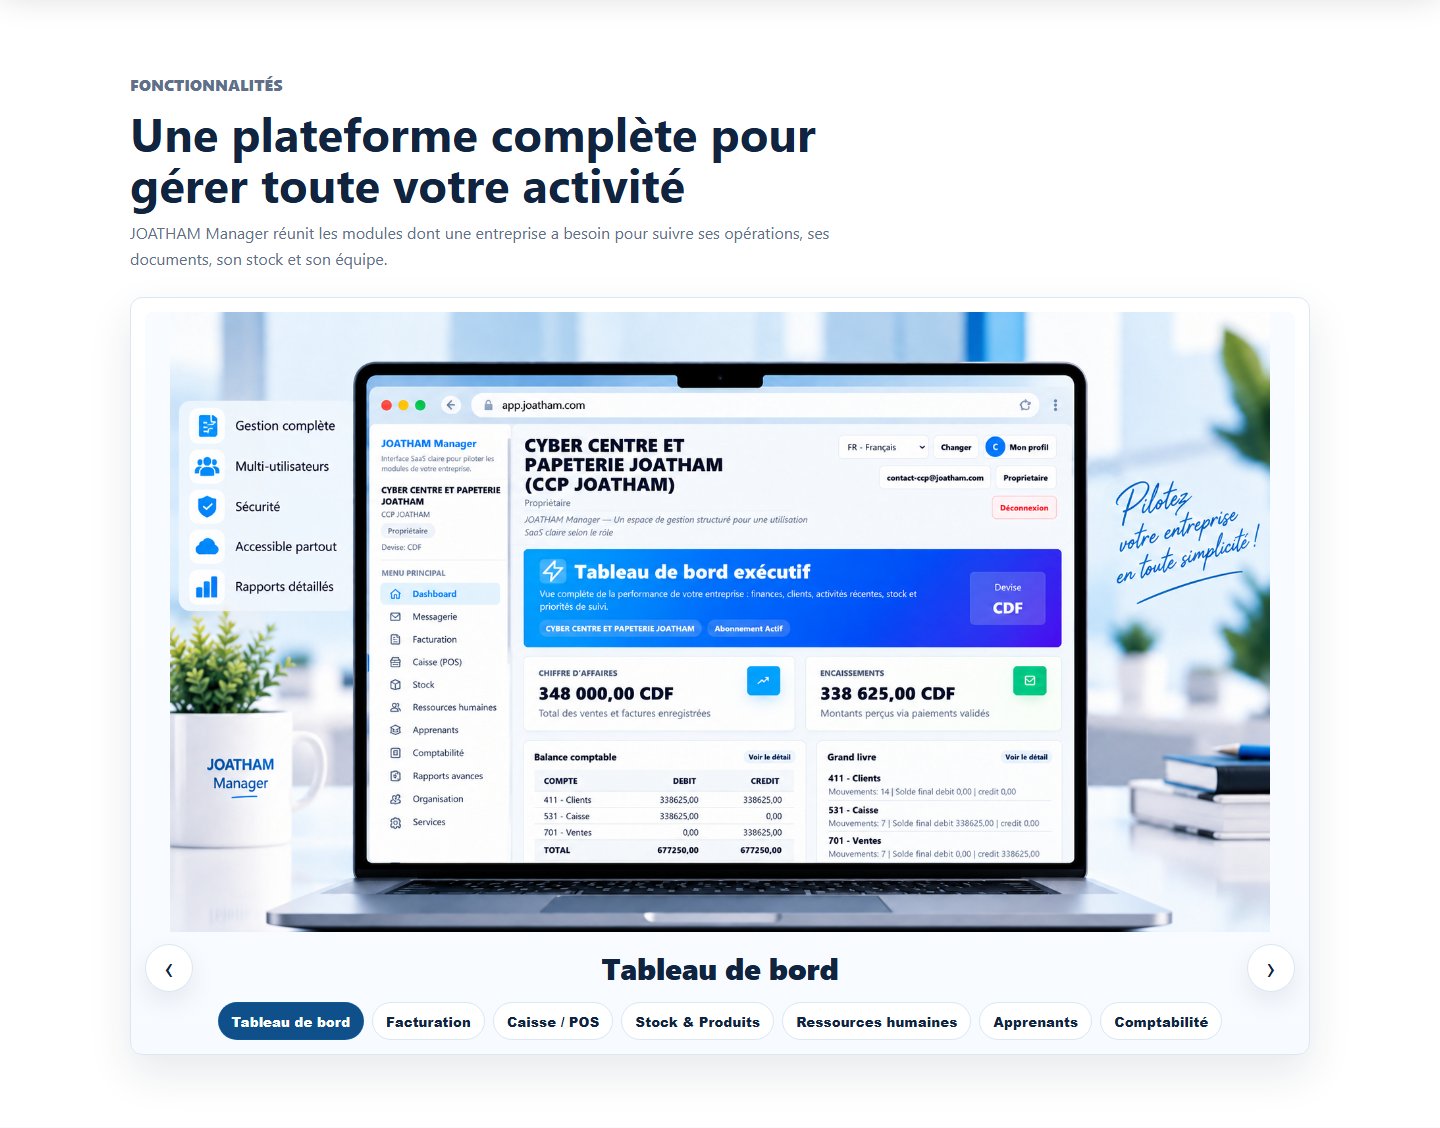 FONCTIONNALITÉS
Une plateforme complète pour
gérer toute votre activité
JOATHAM Manager réunit les modules dont une entreprise a besoin pour suivre ses opérations, ses
documents, son stock et son équipe.
Gestion complète
Multi-utilisateurs
Sécurité
Accessible partout
Rapports détaillés
JOATHAM
Manager
app.joatham.com
JOATHAM Manager
Interface SaaS claire pour piloter les
modules de votre entreprise.
CYBER CENTRE ET PAPETERIE
JOATHAM
CCP JOATHAM
Propriétaire
Devise: CDF
MENU PRINCIPAL
Dashboard
Messagerie
Facturation
Caisse (POS)
Stock
Ressources humaines
Apprenants
Comptabilité
Rapports avances
Organisation
Services
CYBER CENTRE ET
PAPETERIE JOATHAM
(CCP JOATHAM)
Propriétaire
JOATHAM Manager — Un espace de gestion structuré pour une utilisation
SaaS claire selon le rôle
FR - Français
Changer
C
Mon profil
contact-ccp@joatham.com
Proprietaire
Déconnexion
Tableau de bord exécutif
Vue complète de la performance de votre entreprise : finances, clients, activités récentes, stock et
priorités de suivi.
CYBER CENTRE ET PAPETERIE JOATHAM
Abonnement Actif
Devise
CDF
CHIFFRE D'AFFAIRES
348 000,00 CDF
Total des ventes et factures enregistrées
ENCAISSEMENTS
338 625,00 CDF
Montants perçus via paiements validés
Balance comptable
Voir le détail
COMPTE DEBIT CREDIT
411 - Clients 338625,00 338625,00
531 - Caisse 338625,00 0,00
701 - Ventes 0,00 338625,00
TOTAL 677250,00 677250,00
Grand livre
Voir le détail
411 - Clients
Mouvements: 14 | Solde final debit 0,00 | credit 0,00
531 - Caisse
Mouvements: 7 | Solde final debit 338625,00 | credit 0,00
701 - Ventes
Mouvements: 7 | Solde final debit 0,00 | credit 338625,00
Pilotez
votre entreprise
en toute simplicité !
‹
Tableau de bord
›
Tableau de bord
Facturation
Caisse / POS
Stock & Produits
Ressources humaines
Apprenants
Comptabilité